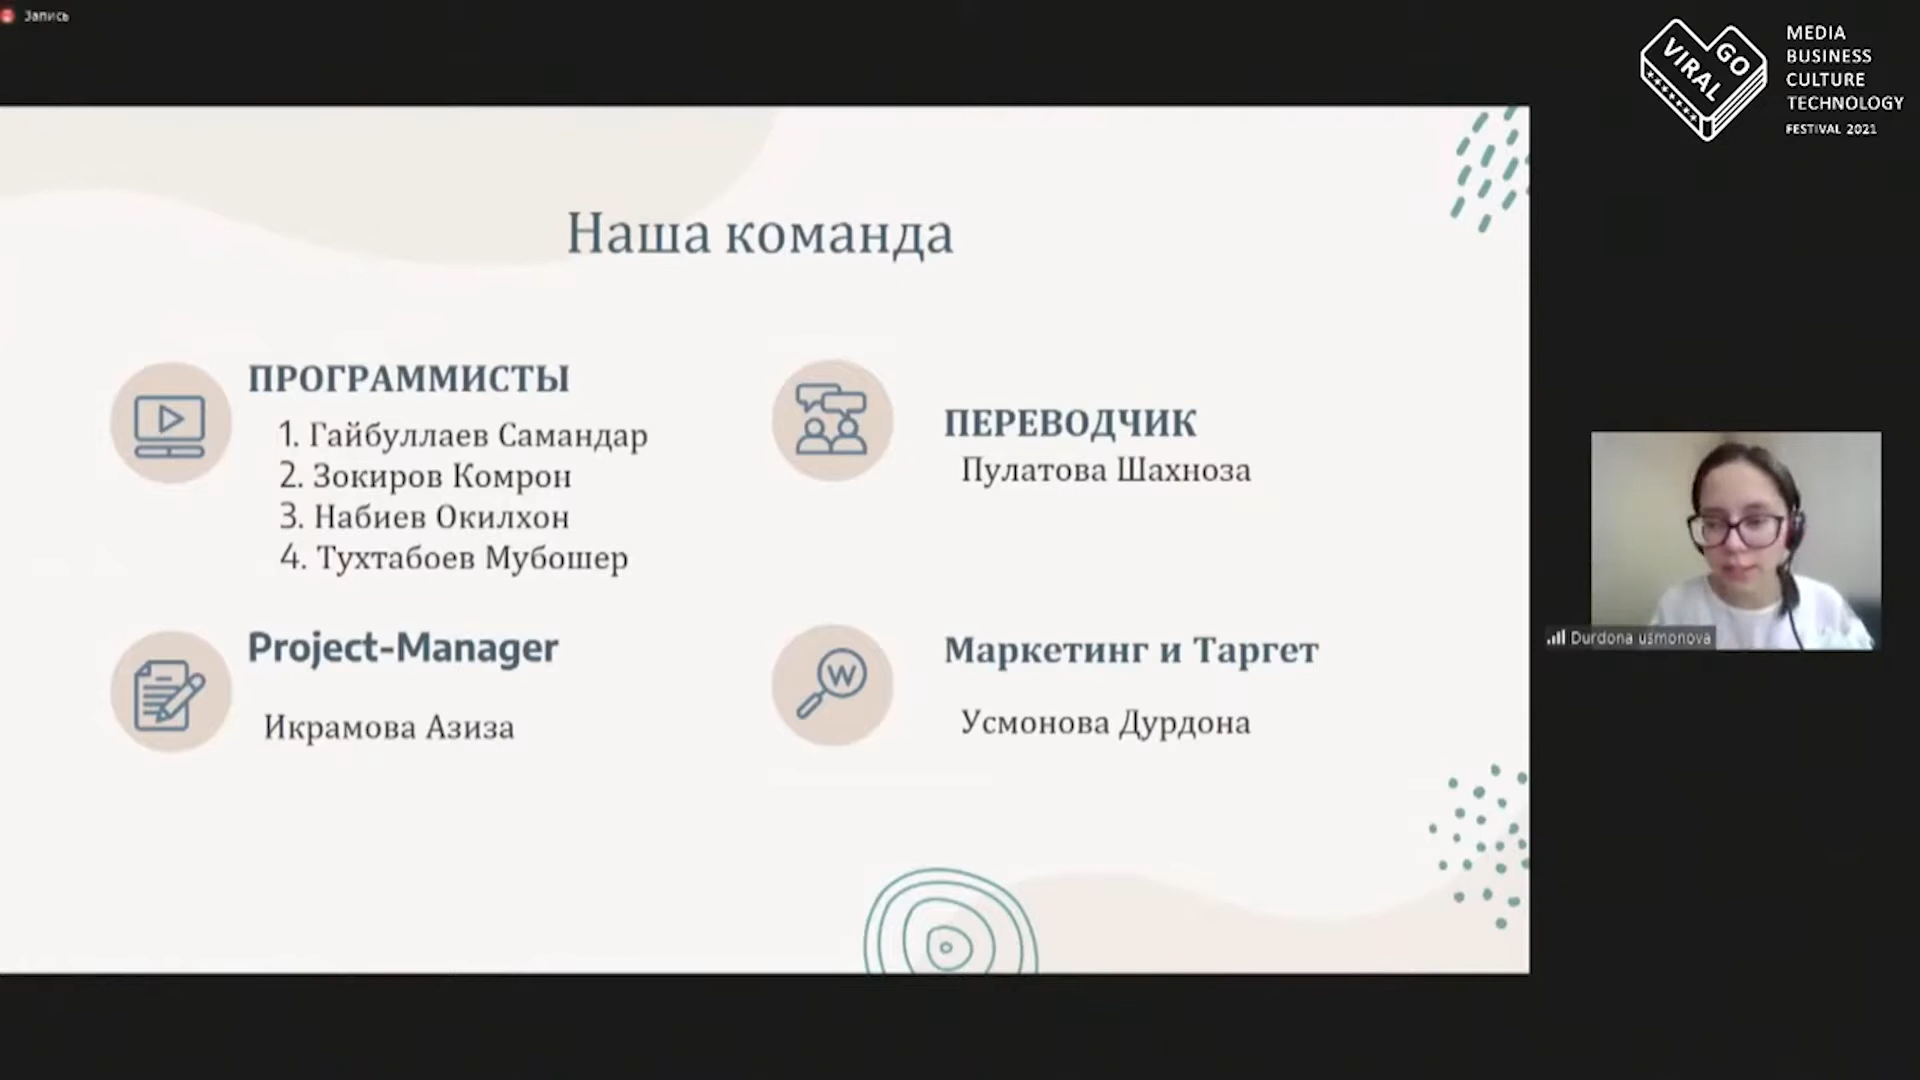 Запись
VIRAL
GO
MEDIA
BUSINESS
CULTURE
TECHNOLOGY
FESTIVAL 2021
Наша команда
ПРОГРАММИСТЫ
1. Гайбуллаев Самандар
2. Зокиров Комрон
3. Набиев Окилхон
4. Тухтабоев Мубошер
ПЕРЕВОДЧИК
Пулатова Шахноза
Project-Manager
Икрамова Азиза
W
Маркетинг и Таргет
Усмонова Дурдона
Durdona usmonova